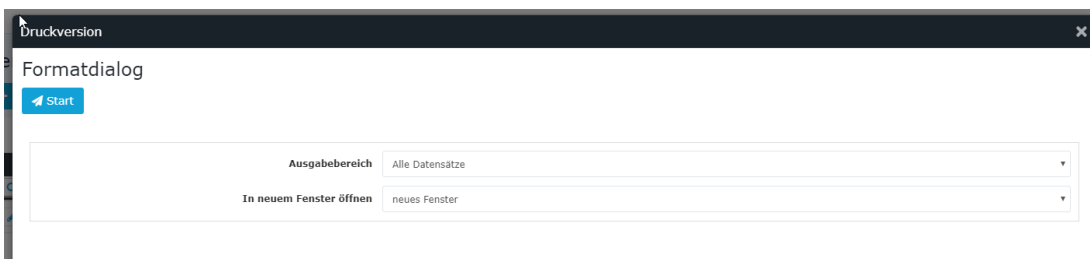 Druckversion
Formatdialog
Start
Ausgabebereich Alle Datensätze
In neuem Fenster öffnen neues Fenster